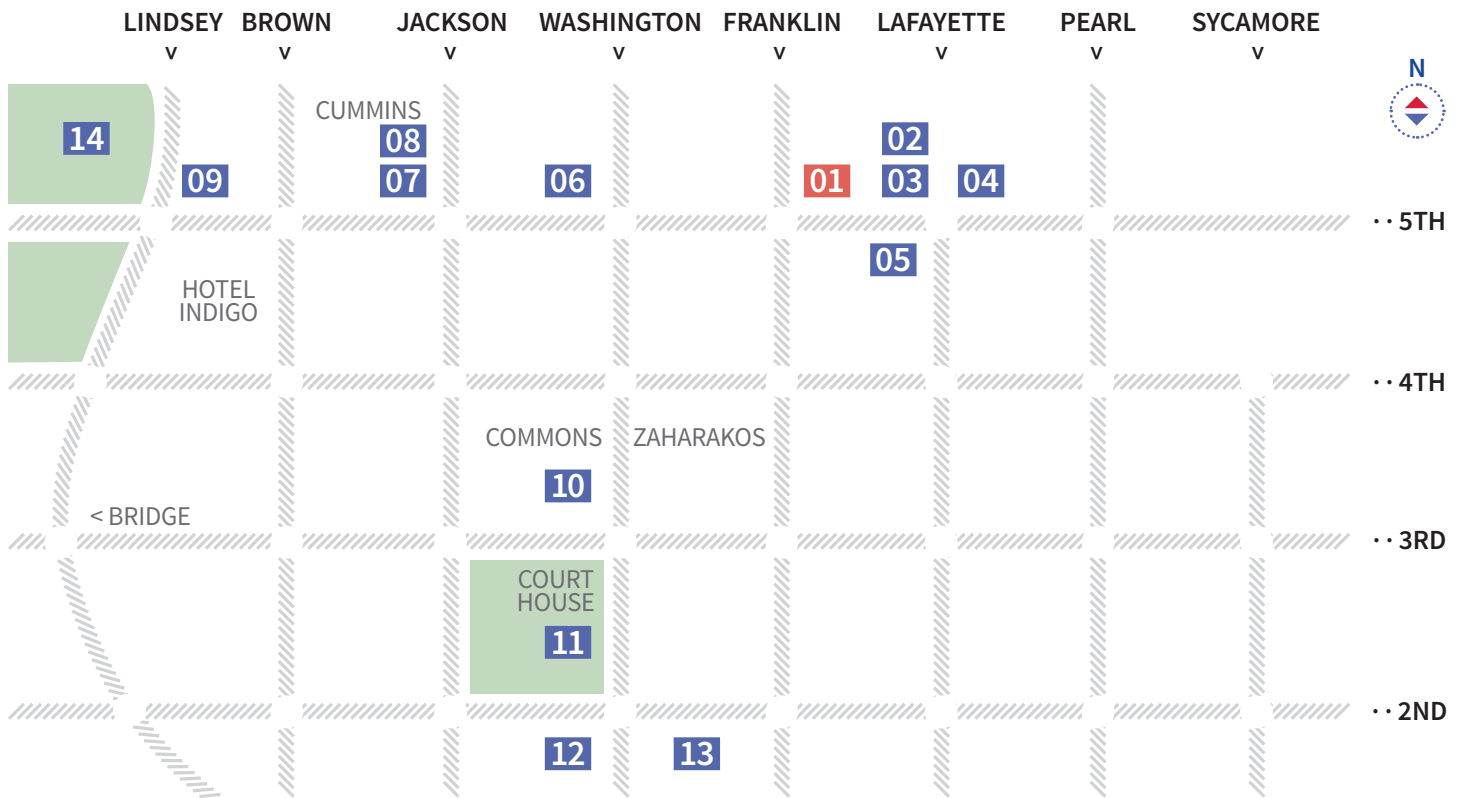 LINDSEY BROWN JACKSON WASHINGTON FRANKLIN LAFAYETTE PEARL SYCAMORE
N
CUMMINS
14 08 02
09 07 06 01 03 04
·· 5TH
05
HOTEL
INDIGO
·· 4TH
COMMONS ZAHARAKOS
10
< BRIDGE
·· 3RD
COURT
HOUSE
11
·· 2ND
12 13